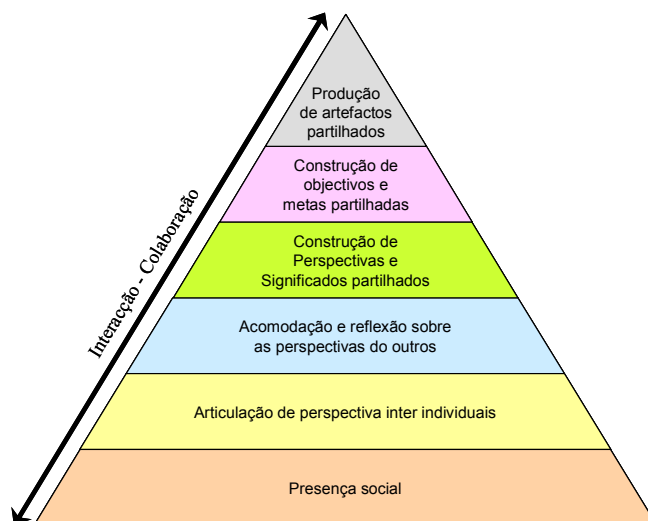 Produção
de artefactos
partilhados
Construção de
objectivos e
metas partilhadas
Construção de
Perspectivas e
Significados partilhados
Acomodação e reflexão sobre
as perspectivas do outros
Articulação de perspectiva inter individuais
Presença social
Interacção - Colaboração